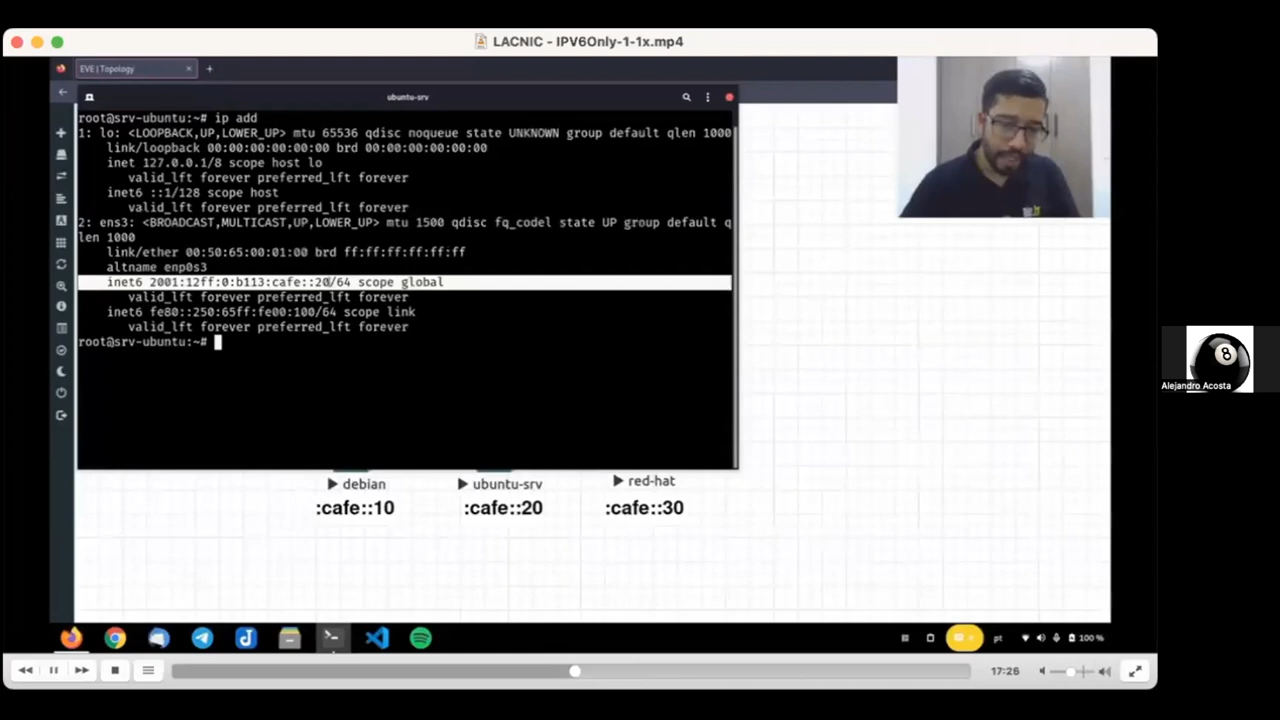 LACNIC - IPV6Only-1-1x.mp4
EVE | Topology
ubuntu-srv
root@srv-ubuntu:~# ip add
1: lo: <LOOPBACK,UP,LOWER_UP> mtu 65536 qdisc noqueue state UNKNOWN group default qlen 1000
link/loopback 00:00:00:00:00:00 brd 00:00:00:00:00:00
inet 127.0.0.1/8 scope host lo
valid_lft forever preferred_lft forever
inet6 ::1/128 scope host
valid_lft forever preferred_lft forever
2: ens3: <BROADCAST,MULTICAST,UP,LOWER_UP> mtu 1500 qdisc fq_codel state UP group default q
len 1000
link/ether 00:50:65:00:01:00 brd ff:ff:ff:ff:ff:ff
altname enp0s3
inet6 2001:12ff:0:b113:cafe::20/64 scope global
valid_lft forever preferred_lft forever
inet6 fe80::250:65ff:fe00:100/64 scope link
valid_lft forever preferred_lft forever
root@srv-ubuntu:~#
debian
ubuntu-srv
red-hat
:cafe::10
:cafe::20
:cafe::30
8
Alejandro Acosta
pt
100 %
17:26